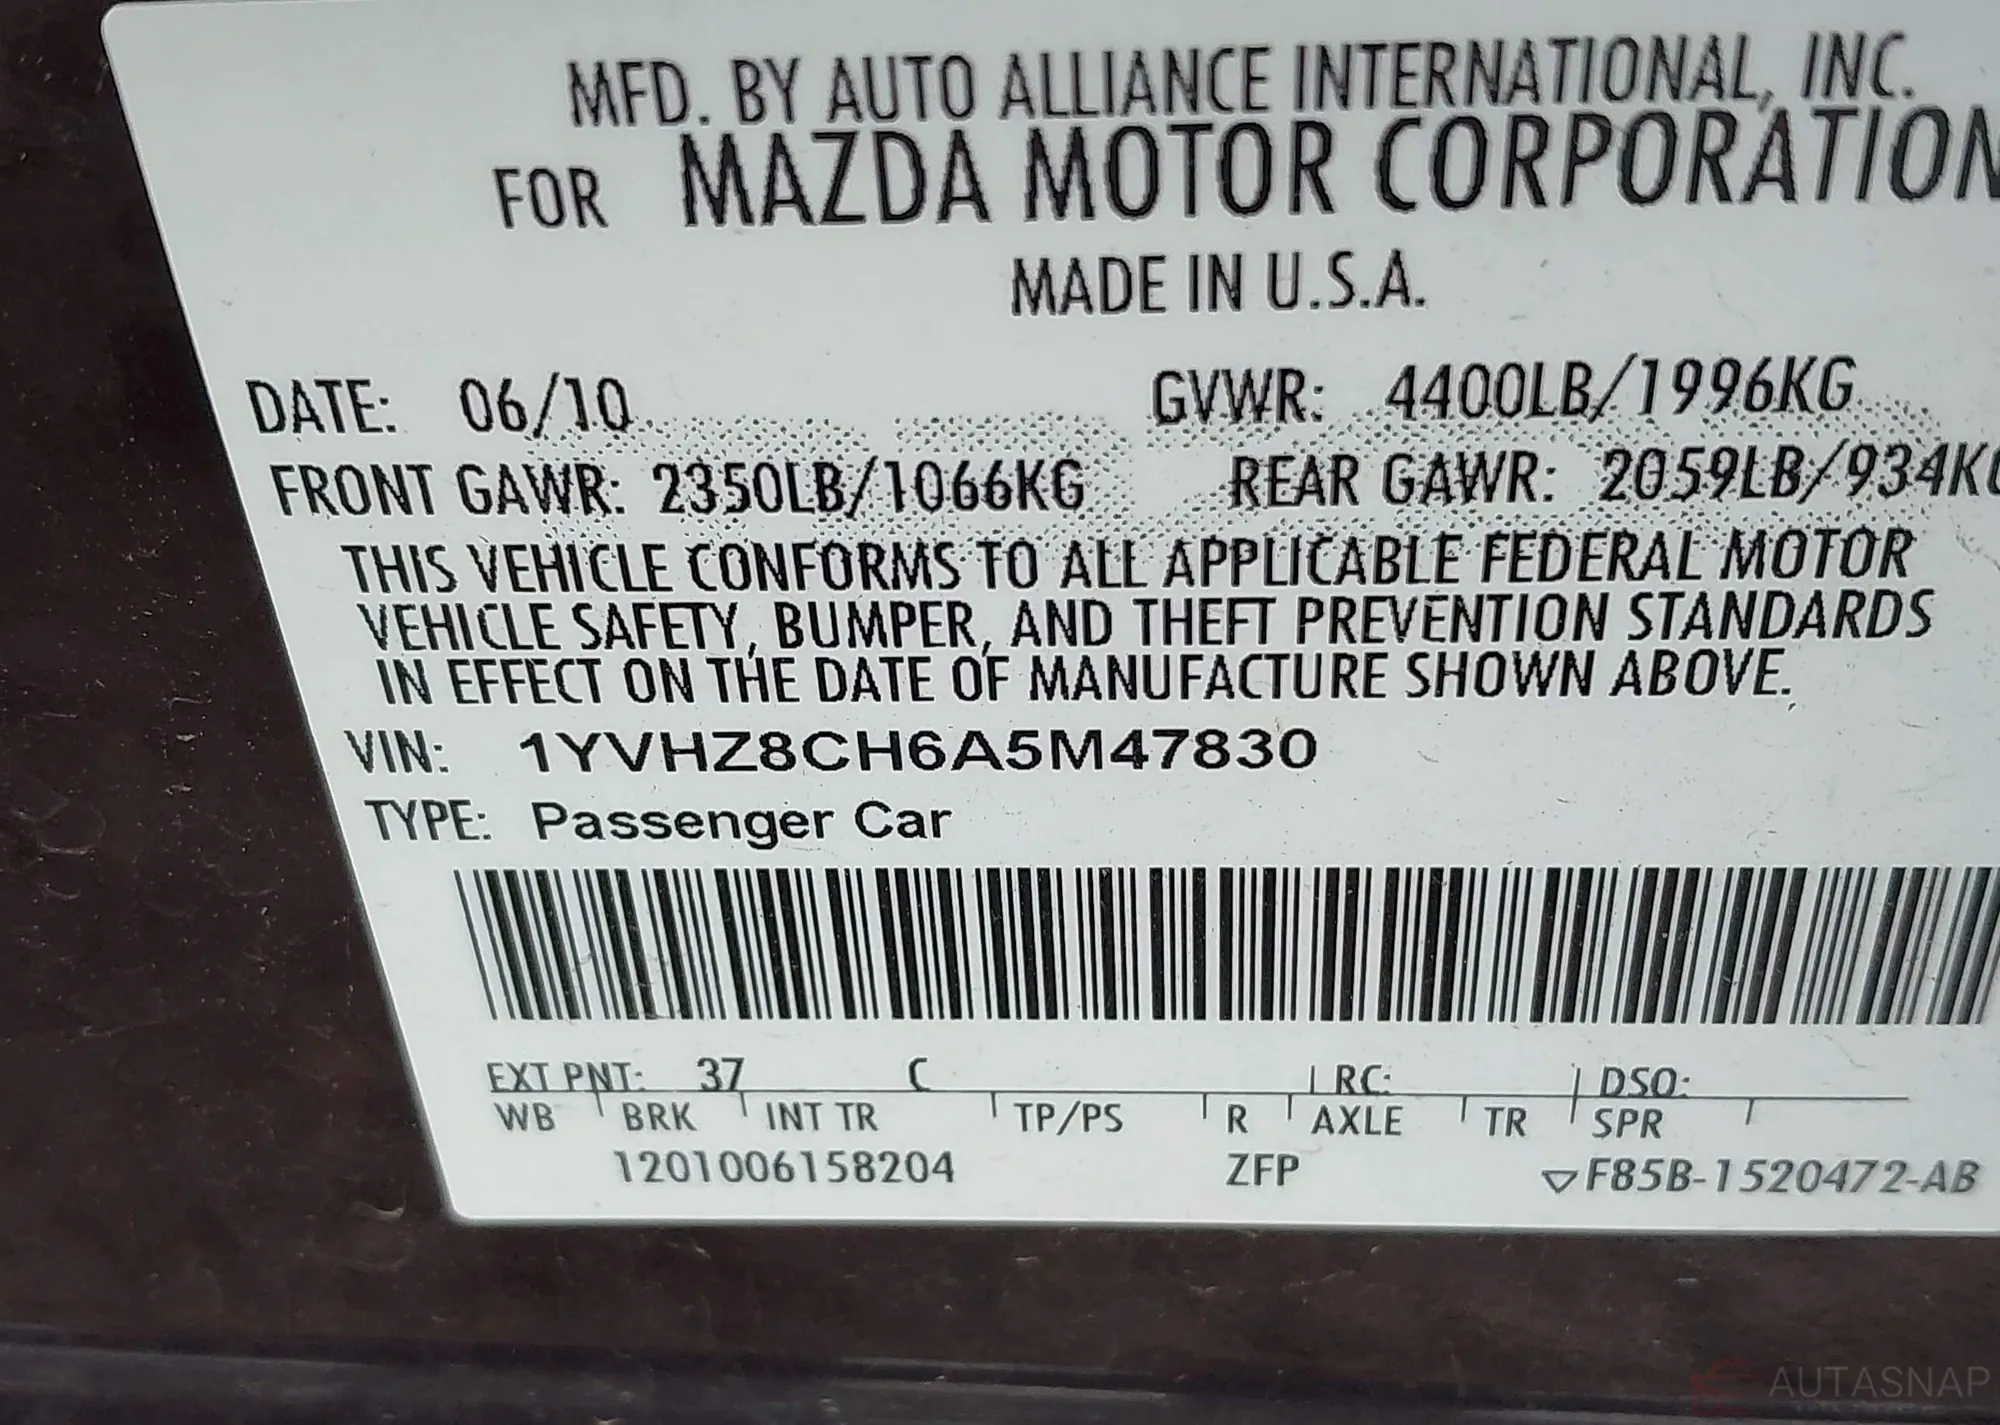 MFD. BY AUTO ALLIANCE INTERNATIONAL, INC.
FOR MAZDA MOTOR CORPORATION
MADE IN U.S.A.
DATE: 06/10 GVWR: 4400LB/1996KG
FRONT GAWR: 2350LB/1066KG REAR GAWR: 2059LB/934KG
THIS VEHICLE CONFORMS TO ALL APPLICABLE FEDERAL MOTOR
VEHICLE SAFETY, BUMPER, AND THEFT PREVENTION STANDARDS
IN EFFECT ON THE DATE OF MANUFACTURE SHOWN ABOVE.
VIN: 1YVHZ8CH6A5M47830
TYPE: Passenger Car
EXT PNT: 37 C RC: DSO:
WB BRK INT TR TP/PS R AXLE TR SPR
1201006158204 ZFP ▽F85B-1520472-AB
AUTASNAP